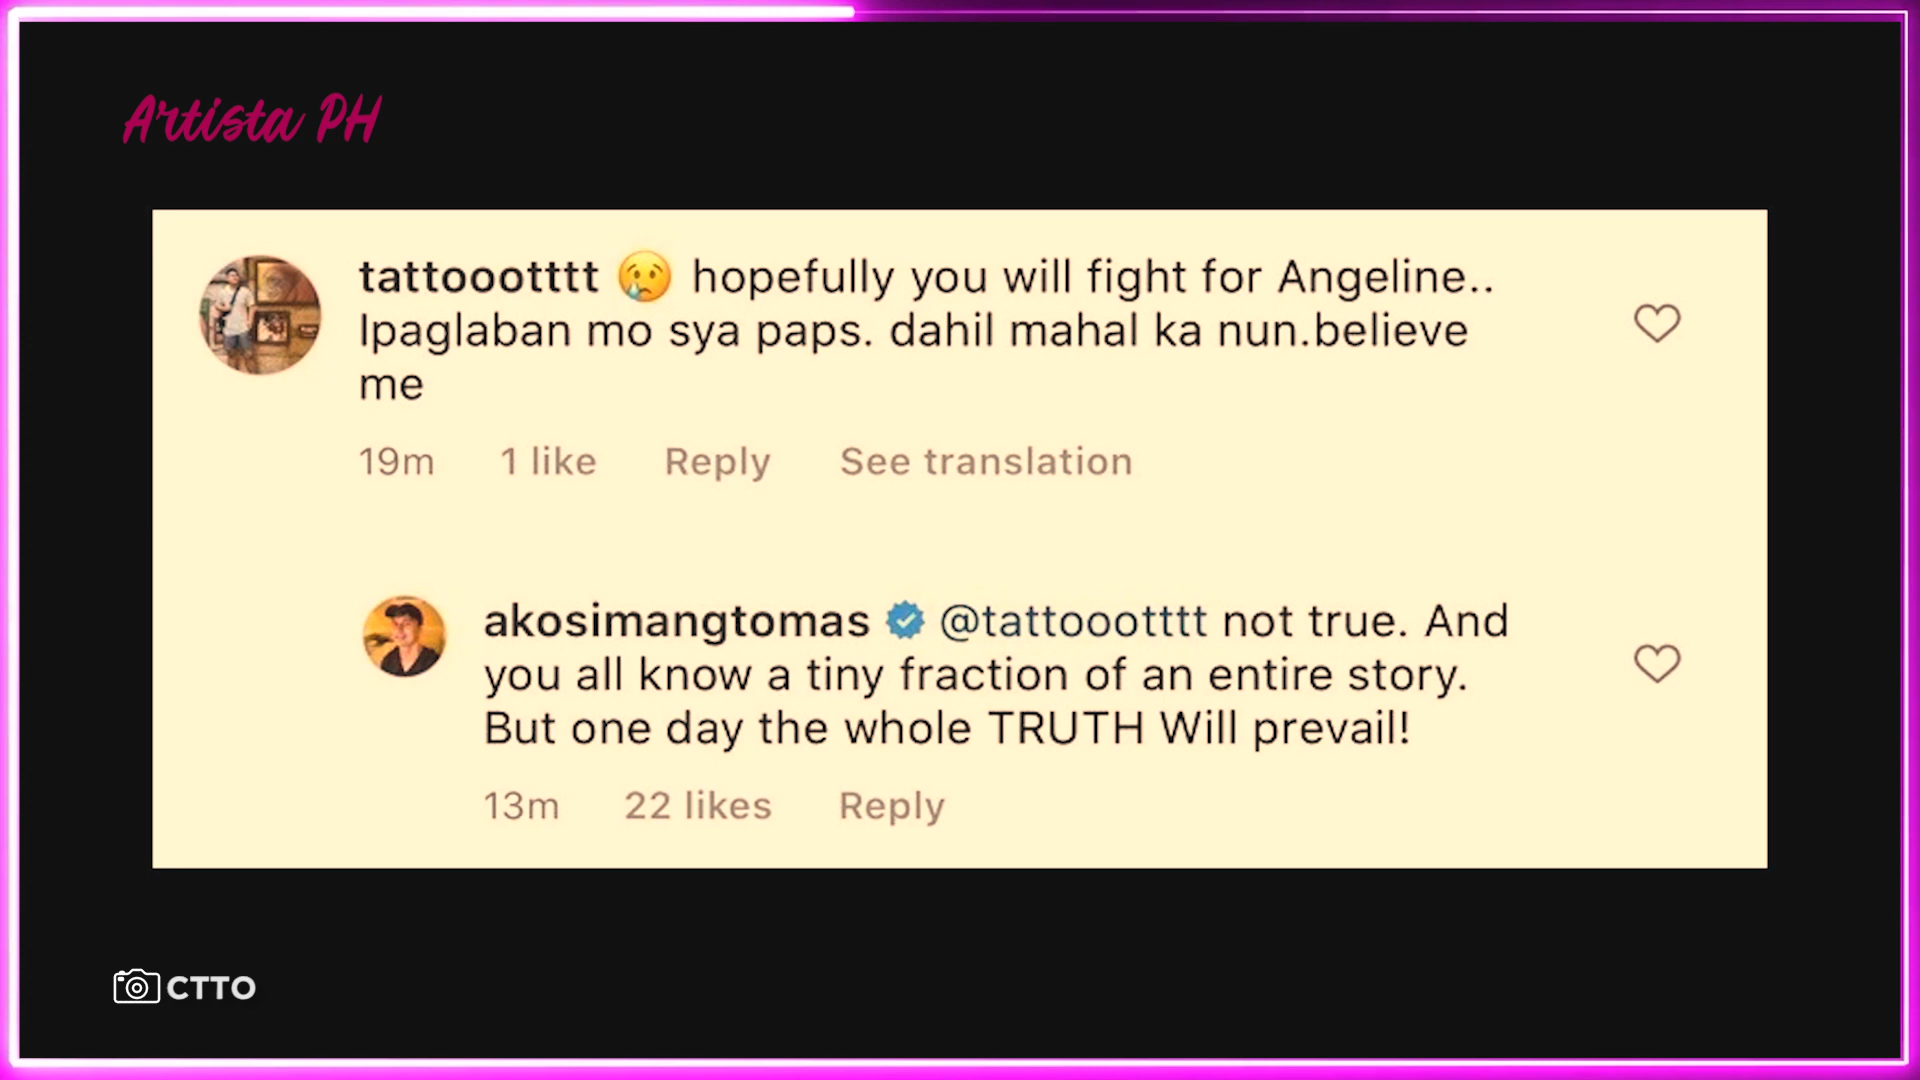 Artista PH
tattoootttt 😢 hopefully you will fight for Angeline..
Ipaglaban mo sya paps. dahil mahal ka nun.believe
me
19m 1 like Reply See translation
akosimangtomas @tattoootttt not true. And
you all know a tiny fraction of an entire story.
But one day the whole TRUTH Will prevail!
13m 22 likes Reply
CTTO